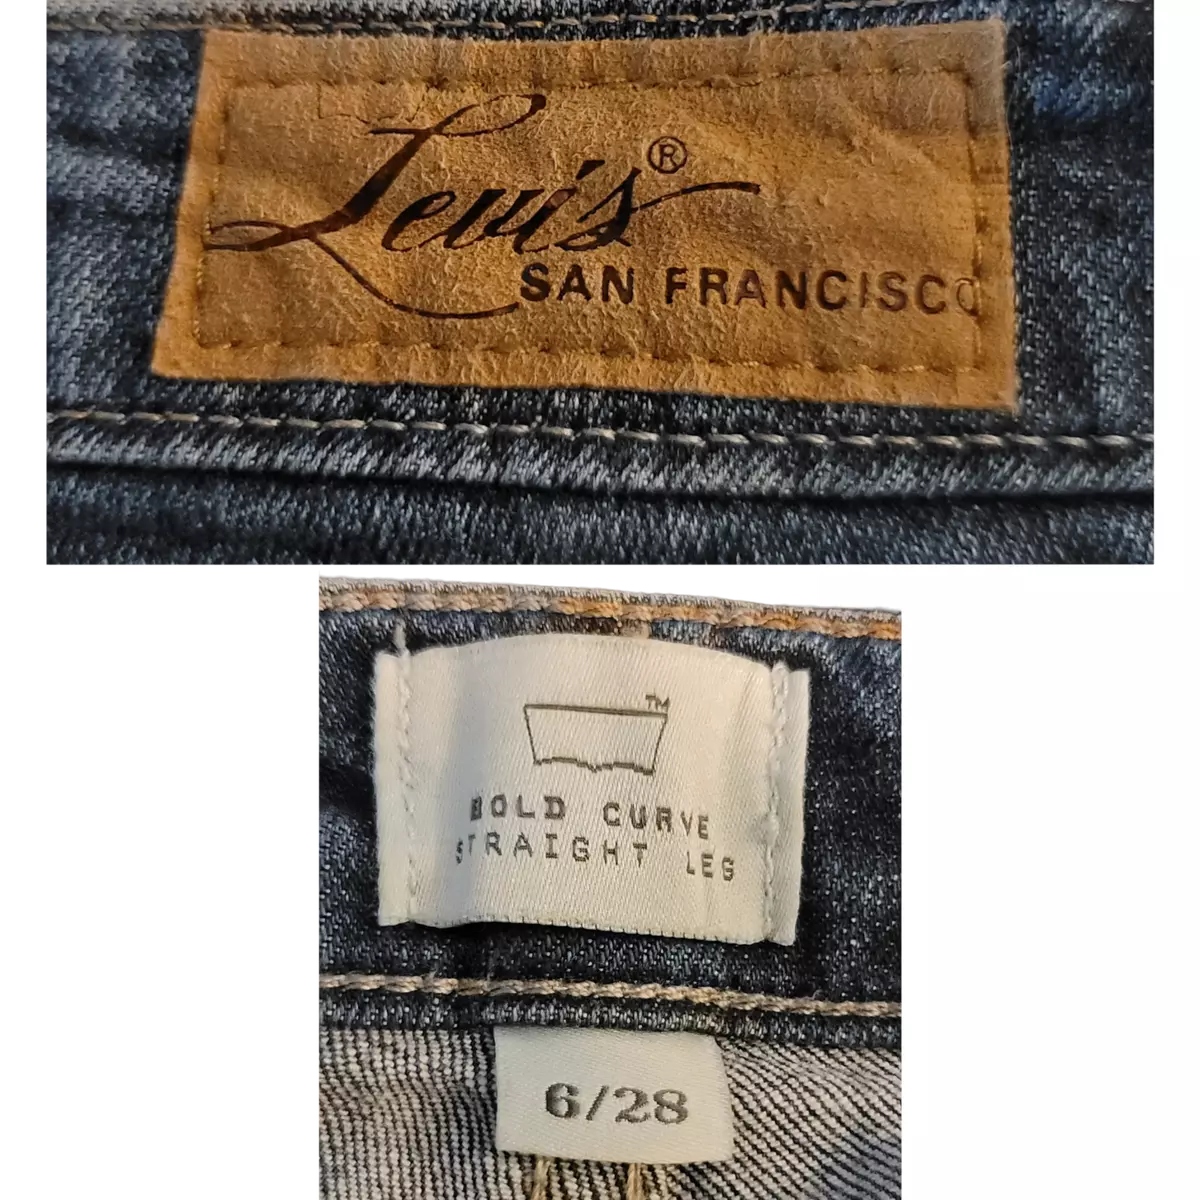 Levi's®
SAN FRANCISCO
TM
BOLD CURVE
STRAIGHT LEG
6/28